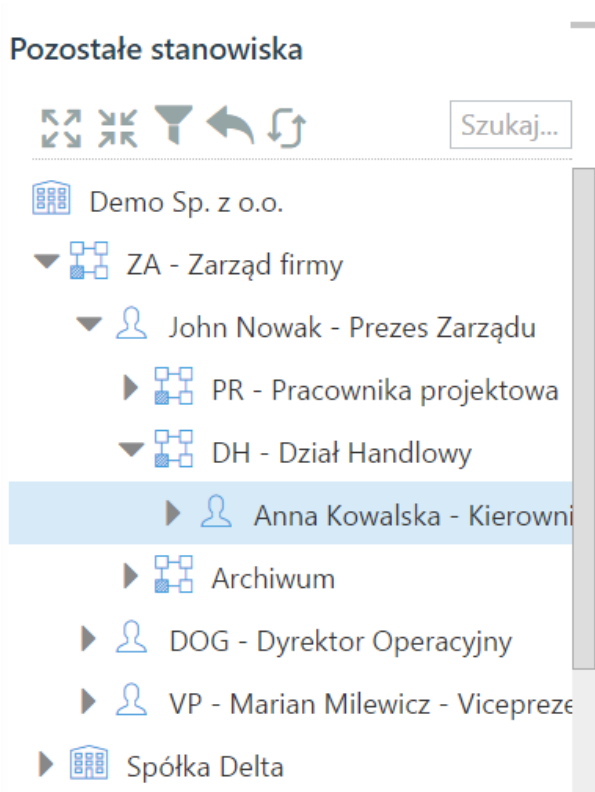 Pozostałe stanowiska
Szukaj...
Demo Sp. z o.o.
ZA - Zarząd firmy
John Nowak - Prezes Zarządu
PR - Pracownika projektowa
DH - Dział Handlowy
Anna Kowalska - Kierowni
Archiwum
DOG - Dyrektor Operacyjny
VP - Marian Milewicz - Vicepreze
Spółka Delta